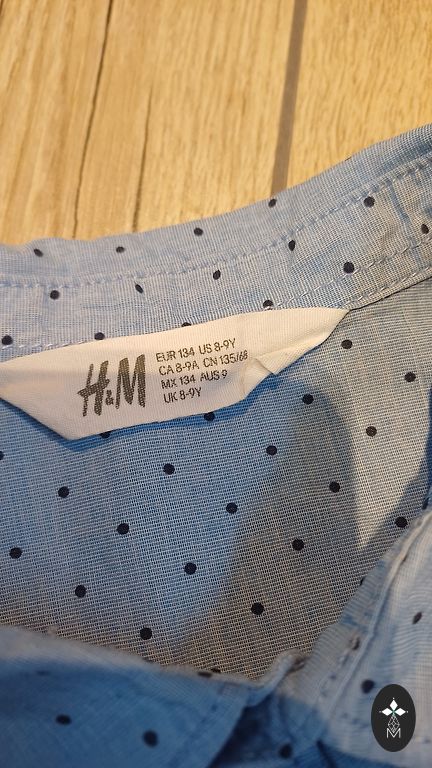 H&M
EUR 134 US 8-9Y
CA 8-9A CN 135/68
MX 134 AUS 9
UK 8-9Y
M